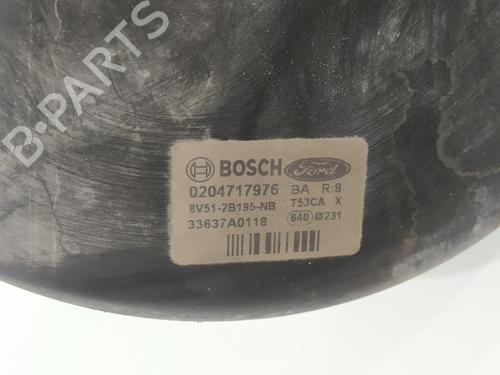 B-PARTS
BOSCH Ford
0204717976 BA R:8
8V51-2B195-NB T53CA X
33637A0118 640 Ø231